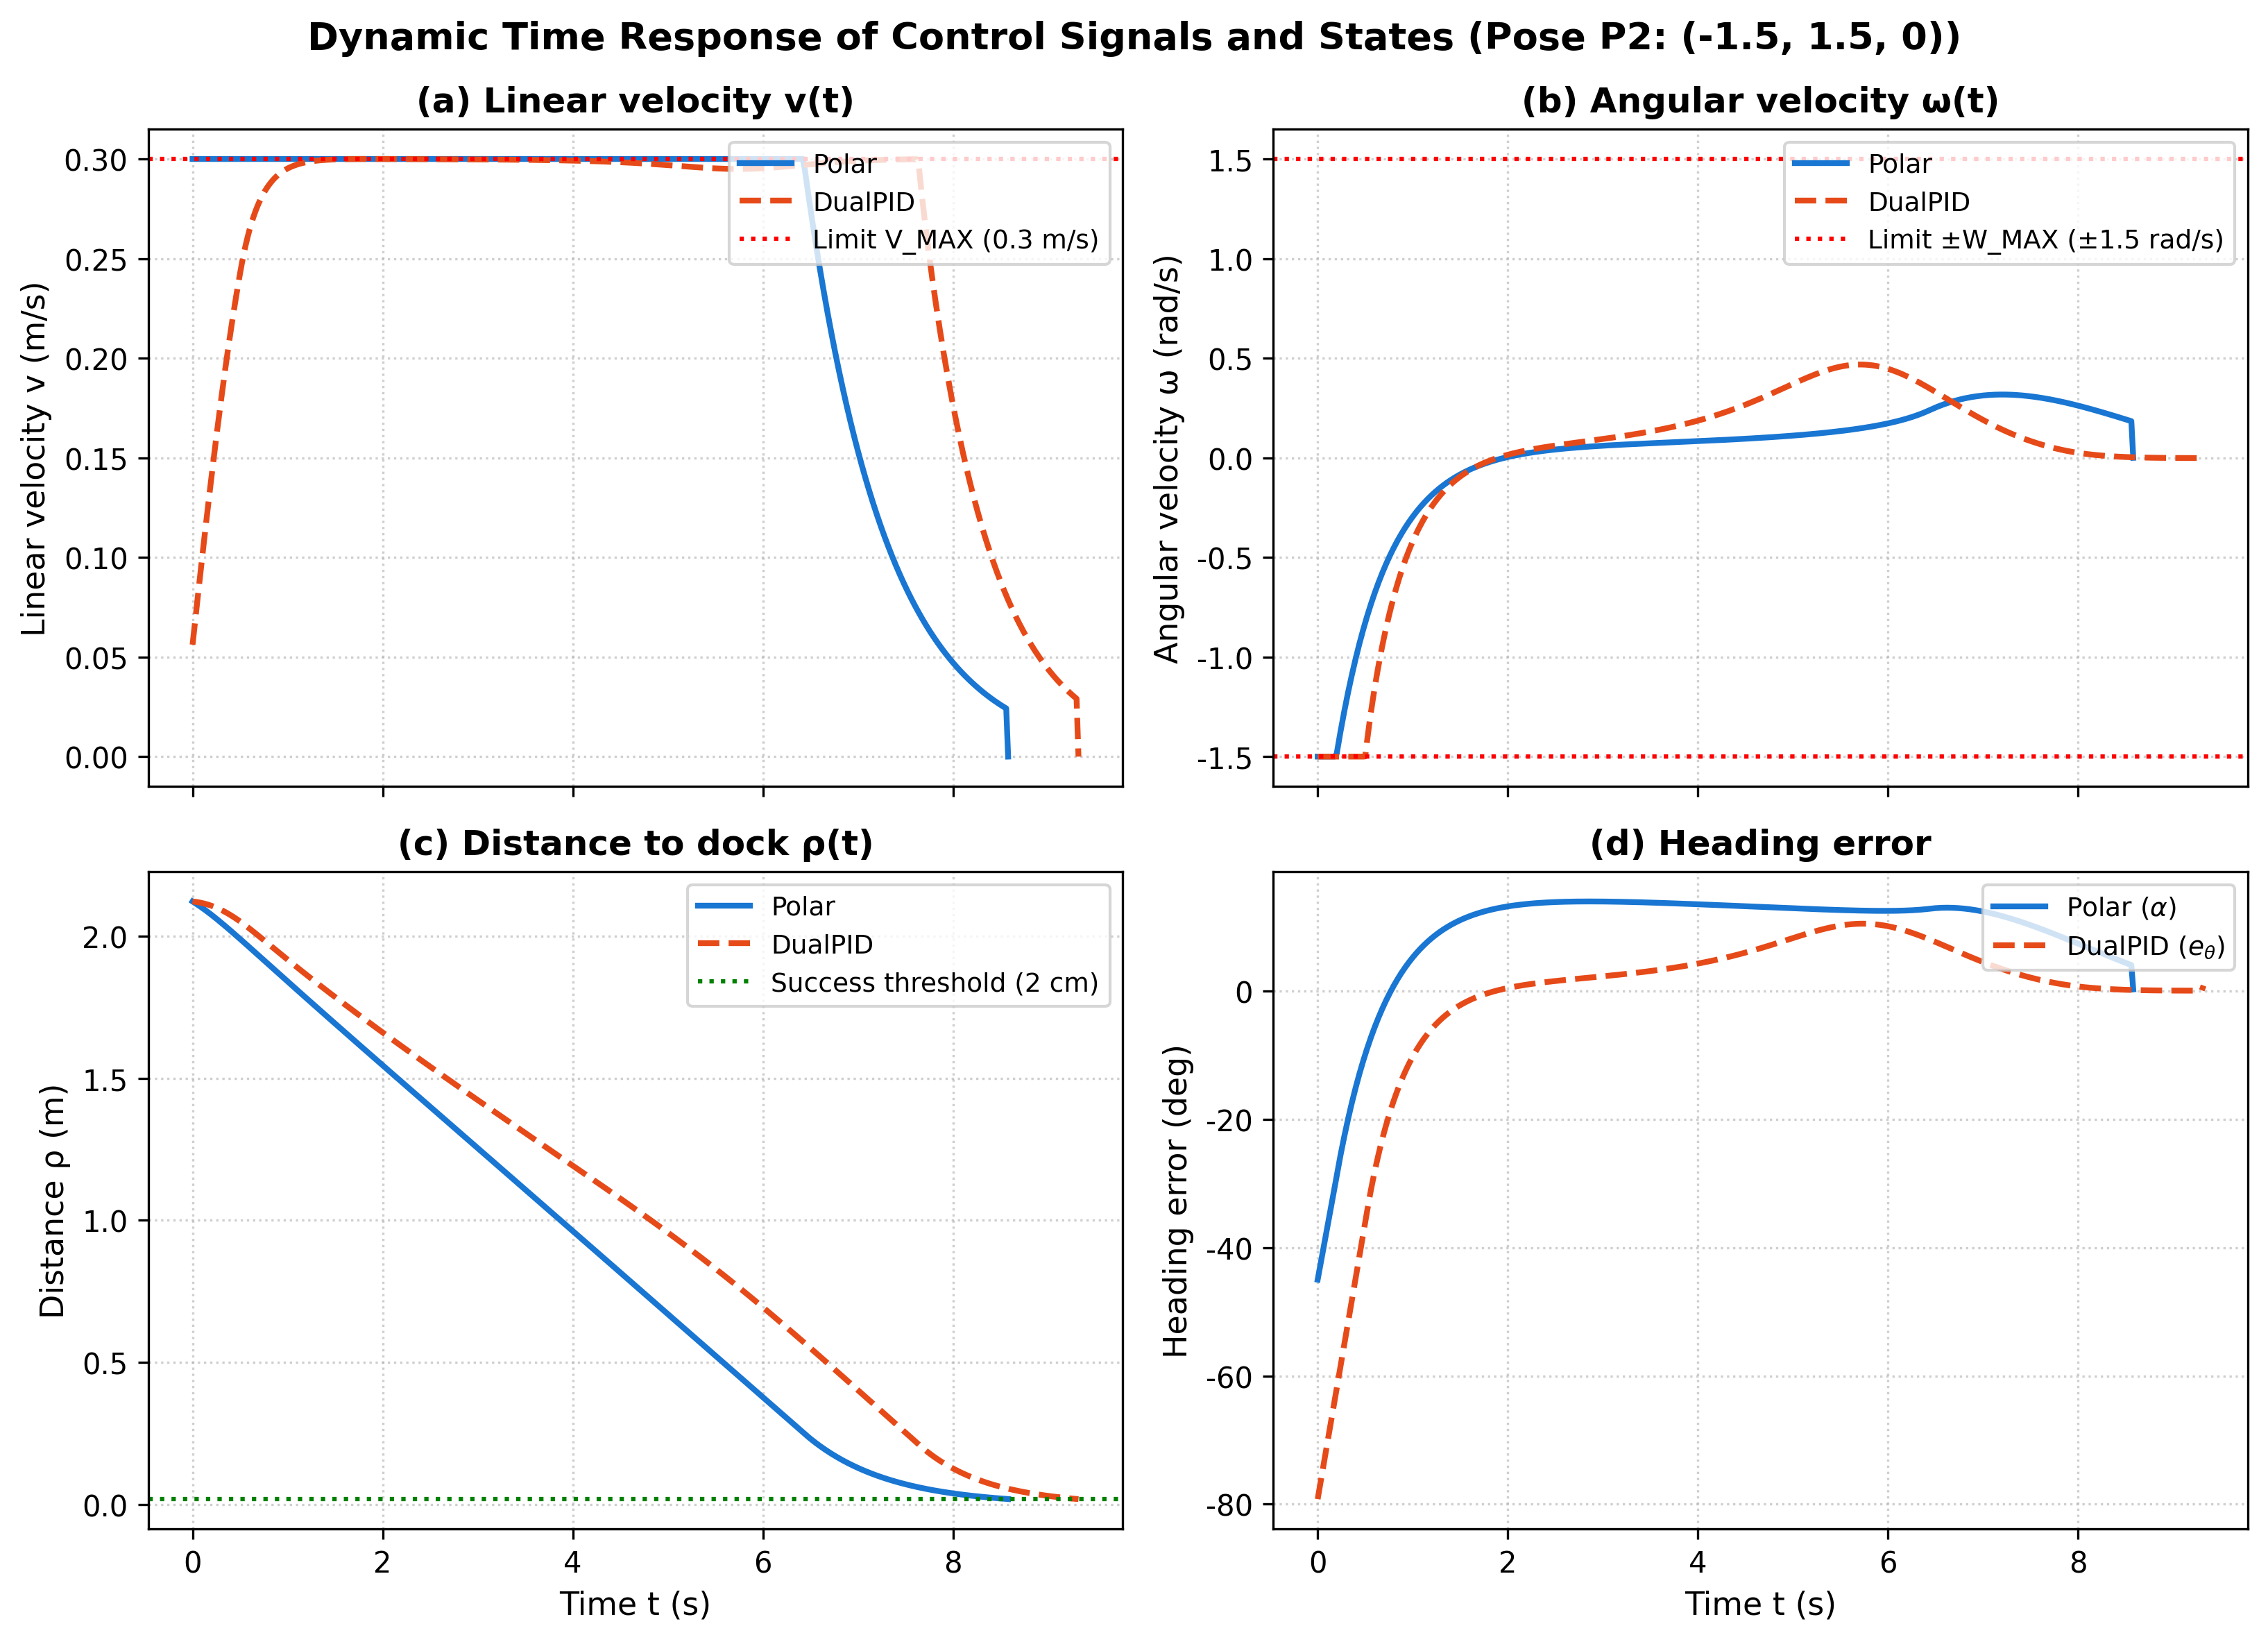 Dynamic Time Response of Control Signals and States (Pose P2: (-1.5, 1.5, 0))
(a) Linear velocity v(t)
Linear velocity v (m/s)
0.30
0.25
0.20
0.15
0.10
0.05
0.00
Polar
DualPID
Limit V_MAX (0.3 m/s)
(b) Angular velocity ω(t)
Angular velocity ω (rad/s)
1.5
1.0
0.5
0.0
-0.5
-1.0
-1.5
Polar
DualPID
Limit ±W_MAX (±1.5 rad/s)
(c) Distance to dock ρ(t)
Distance ρ (m)
2.0
1.5
1.0
0.5
0.0
Polar
DualPID
Success threshold (2 cm)
0 2 4 6 8
Time t (s)
(d) Heading error
Heading error (deg)
0
-20
-40
-60
-80
Polar (α)
DualPID (eθ)
0 2 4 6 8
Time t (s)